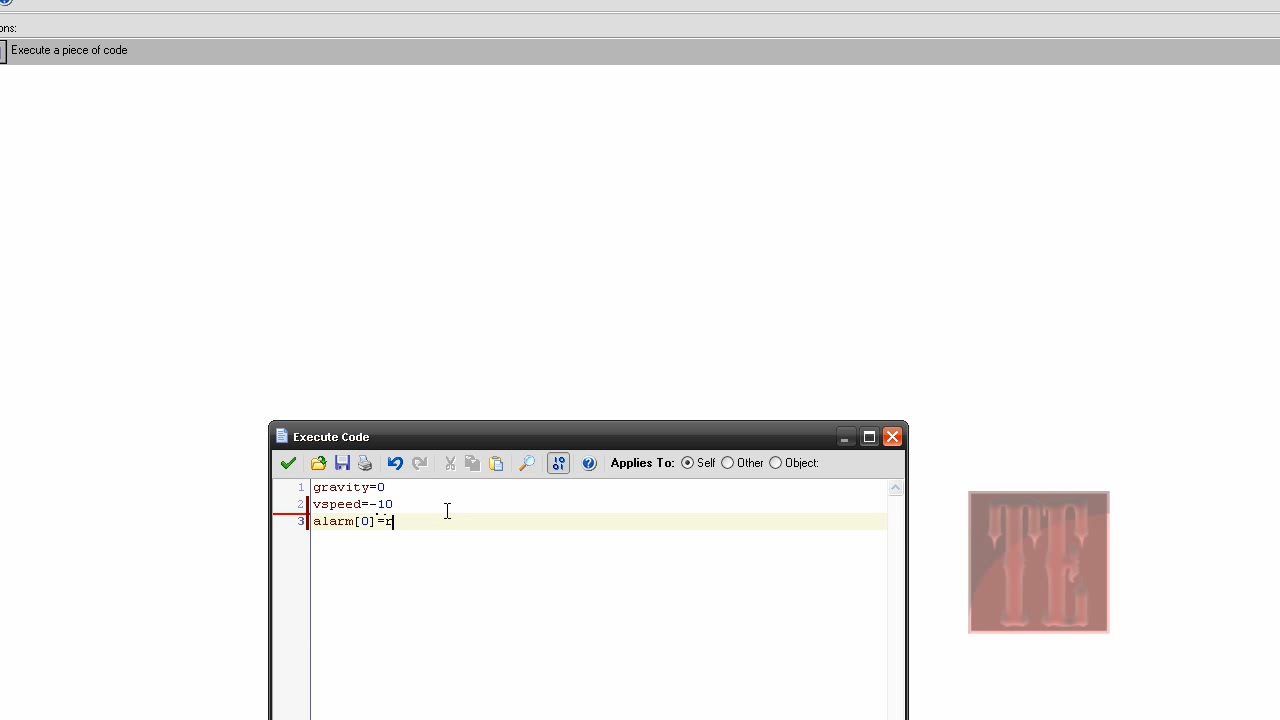 ons:
Execute a piece of code
Execute Code
Applies To: Self Other Object:
1 gravity=0
2 vspeed=-10
3 alarm[0]=r
TE